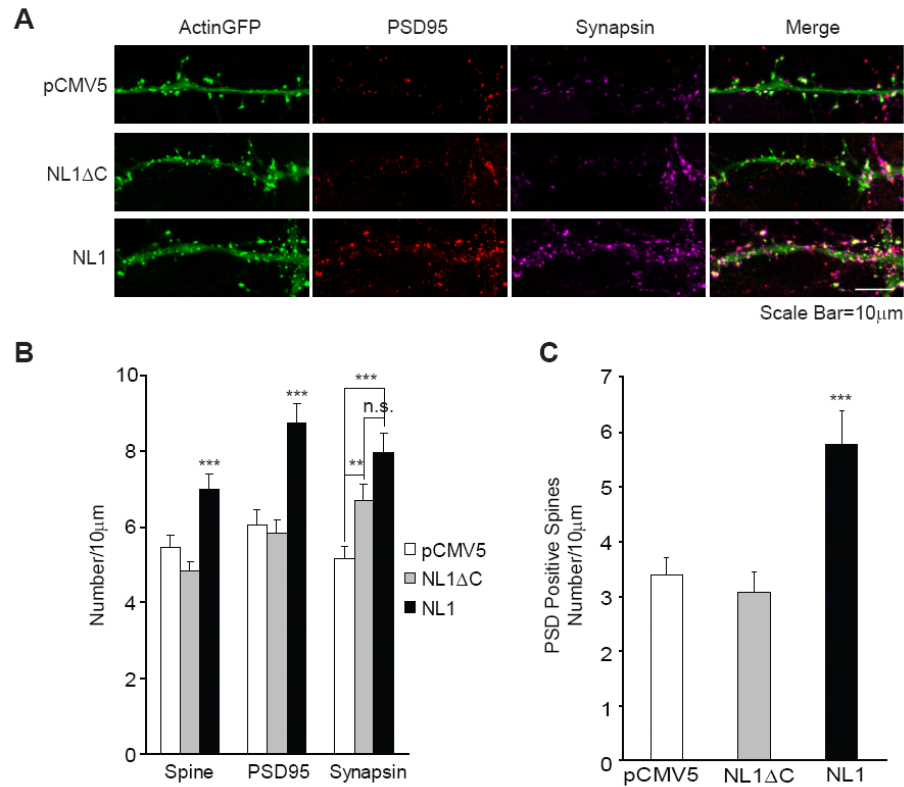 A
ActinGFP PSD95 Synapsin Merge
pCMV5
NL1ΔC
NL1
Scale Bar=10μm
B
10
8
6
4
2
0
Number/10μm
***
***
***
n.s.
**
pCMV5
NL1ΔC
NL1
Spine PSD95 Synapsin
C
7
6
5
4
3
2
1
0
PSD Positive Spines
Number/10μm
***
pCMV5 NL1ΔC NL1